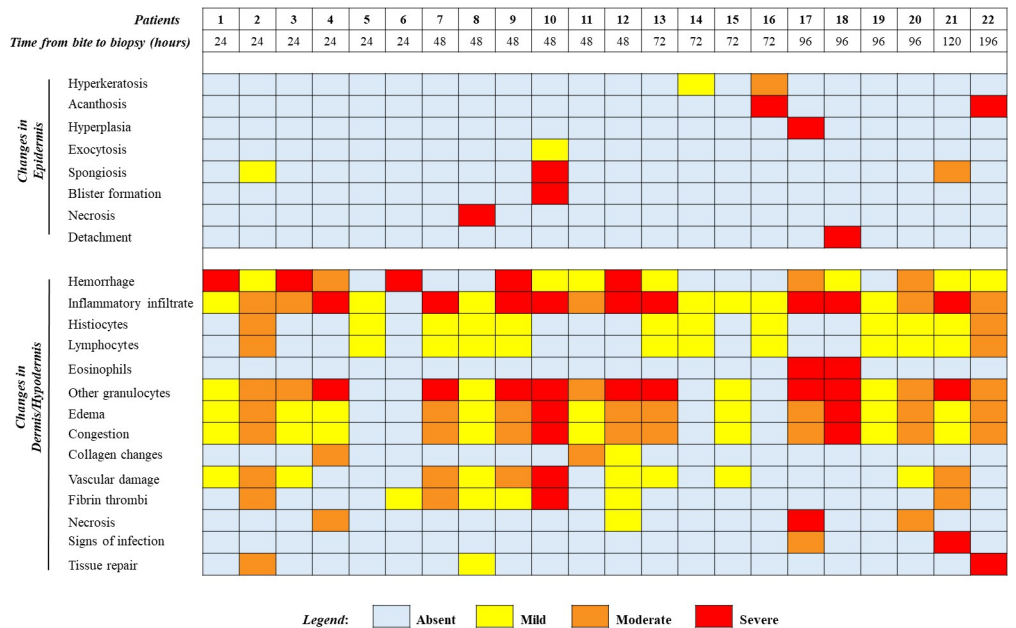 Patients 1 2 3 4 5 6 7 8 9 10 11 12 13 14 15 16 17 18 19 20 21 22
Time from bite to biopsy (hours) 24 24 24 24 24 24 48 48 48 48 48 48 72 72 72 72 96 96 96 96 120 196
Changes in
Epidermis
Hyperkeratosis
Acanthosis
Hyperplasia
Exocytosis
Spongiosis
Blister formation
Necrosis
Detachment
Changes in
Dermis/Hypodermis
Hemorrhage
Inflammatory infiltrate
Histiocytes
Lymphocytes
Eosinophils
Other granulocytes
Edema
Congestion
Collagen changes
Vascular damage
Fibrin thrombi
Necrosis
Signs of infection
Tissue repair
Legend: Absent Mild Moderate Severe